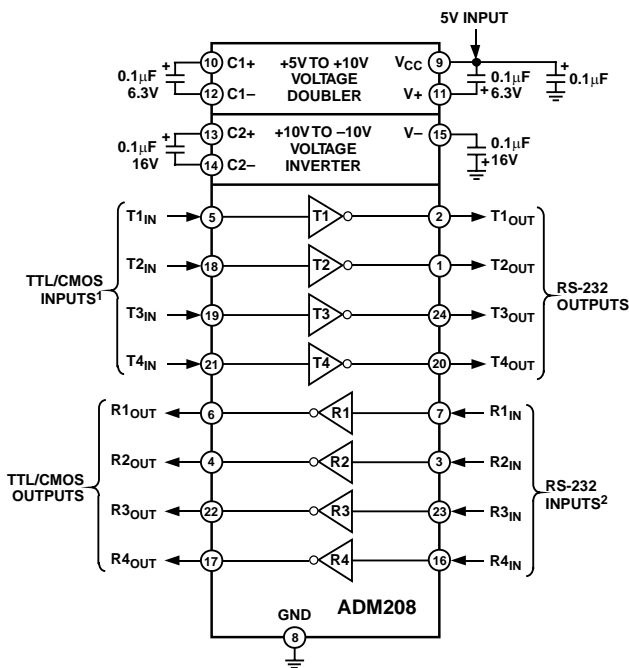 5V INPUT
0.1μF
6.3V
+
10
C1+
12
C1–
+5V TO +10V
VOLTAGE
DOUBLER
VCC
9
V+
11
+
0.1μF
6.3V
+
0.1μF
0.1μF
16V
+
13
C2+
14
C2–
+10V TO –10V
VOLTAGE
INVERTER
V–
15
0.1μF
+
16V
TTL/CMOS
INPUTS1
T1IN 5 T1 2 T1OUT
T2IN 18 T2 1 T2OUT
T3IN 19 T3 24 T3OUT
T4IN 21 T4 20 T4OUT
RS-232
OUTPUTS
TTL/CMOS
OUTPUTS
R1OUT 6 R1 7 R1IN
R2OUT 4 R2 3 R2IN
R3OUT 22 R3 23 R3IN
R4OUT 17 R4 16 R4IN
RS-232
INPUTS2
GND
8
ADM208